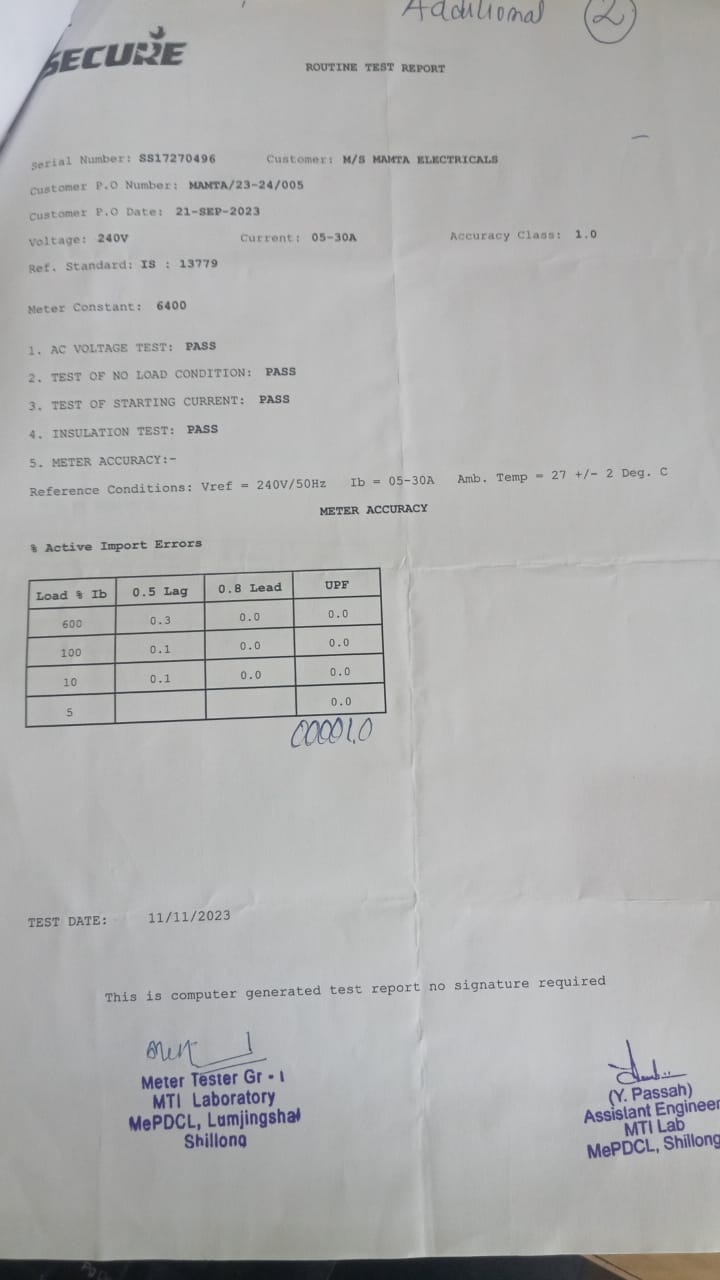 Additional 2
SECURE
ROUTINE TEST REPORT
Serial Number: SS17270496 Customer: M/S MAMTA ELECTRICALS
Customer P.O Number: MAMTA/23-24/005
Customer P.O Date: 21-SEP-2023
Voltage: 240V Current: 05-30A Accuracy Class: 1.0
Ref. Standard: IS : 13779
Meter Constant: 6400
1. AC VOLTAGE TEST: PASS
2. TEST OF NO LOAD CONDITION: PASS
3. TEST OF STARTING CURRENT: PASS
4. INSULATION TEST: PASS
5. METER ACCURACY:-
Reference Conditions: Vref = 240V/50Hz Ib = 05-30A Amb. Temp = 27 +/- 2 Deg. C
METER ACCURACY
% Active Import Errors
Load % Ib 0.5 Lag 0.8 Lead UPF
600 0.3 0.0 0.0
100 0.1 0.0 0.0
10 0.1 0.0 0.0
5 0.0
00001.0
TEST DATE: 11/11/2023
This is computer generated test report no signature required
Meter Tester Gr - I
MTI Laboratory
MePDCL, Lumjingshai
Shillong
(Y. Passah)
Assistant Engineer
MTI Lab
MePDCL, Shillong